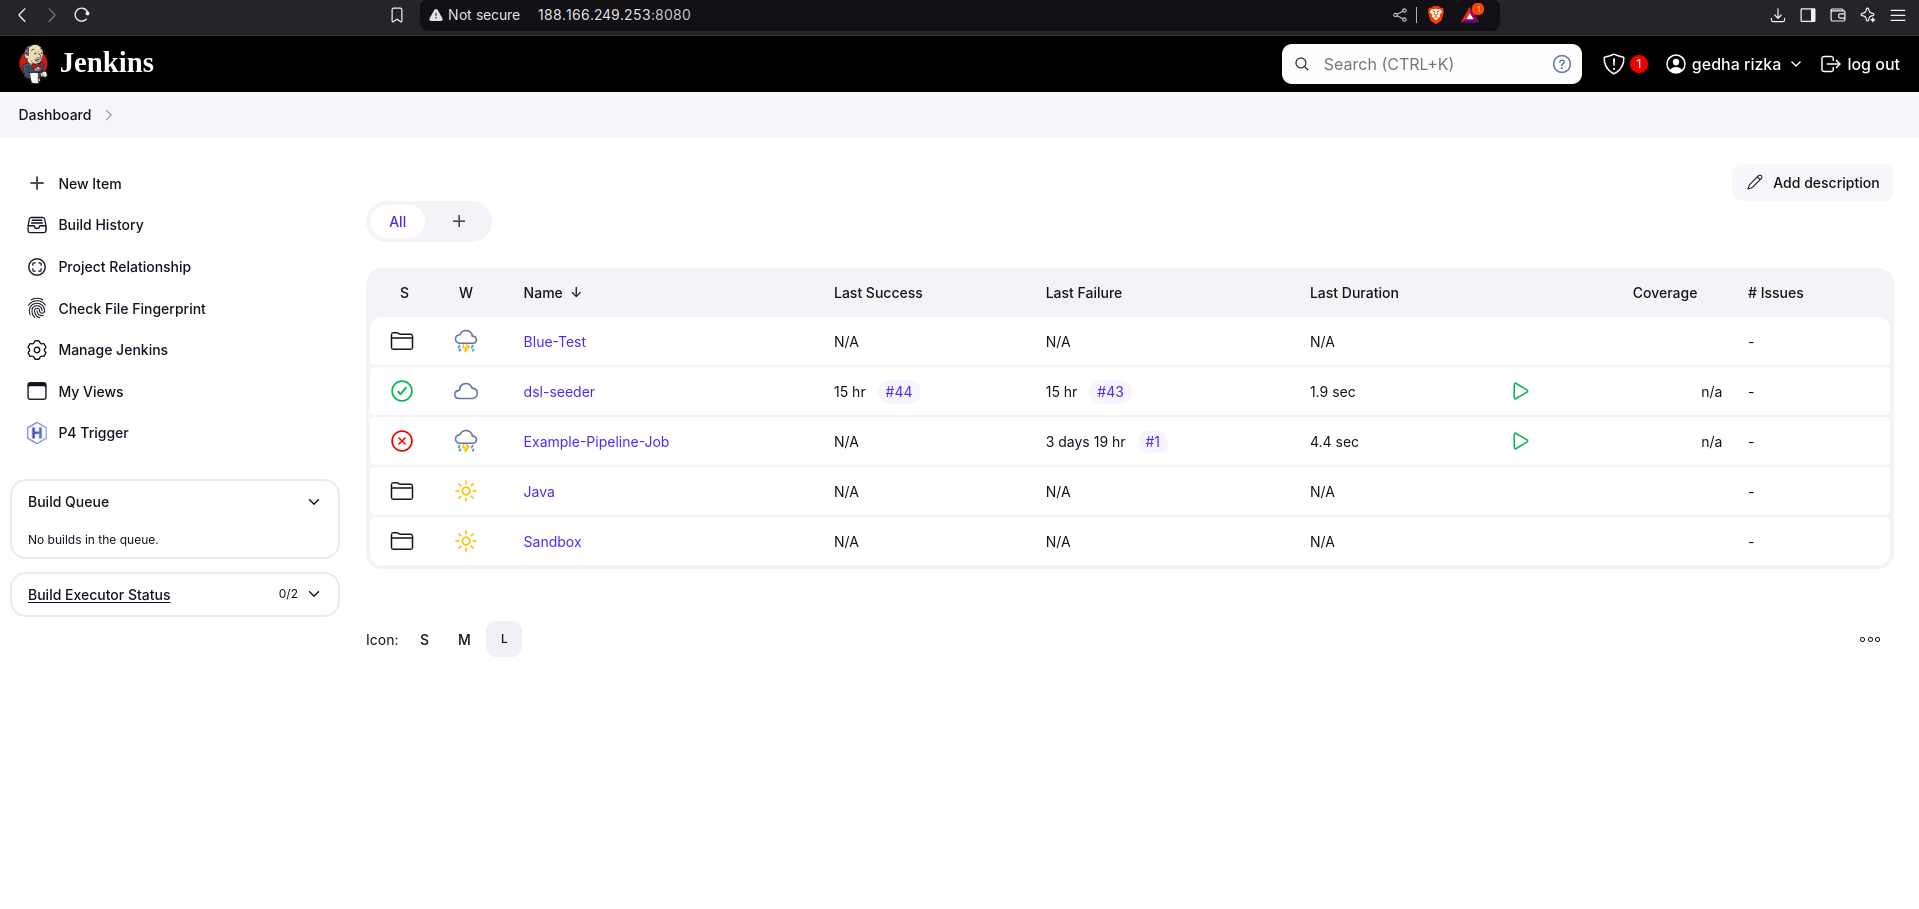 Not secure 188.166.249.253:8080
1
Jenkins
Search (CTRL+K)
?
1
gedha rizka
log out
Dashboard
New Item
Build History
Project Relationship
Check File Fingerprint
Manage Jenkins
My Views
H P4 Trigger
Build Queue
No builds in the queue.
Build Executor Status 0/2
Add description
All +
S W Name ↓ Last Success Last Failure Last Duration Coverage # Issues
Blue-Test N/A N/A N/A -
dsl-seeder 15 hr #44 15 hr #43 1.9 sec n/a -
Example-Pipeline-Job N/A 3 days 19 hr #1 4.4 sec n/a -
Java N/A N/A N/A -
Sandbox N/A N/A N/A -
Icon: S M L